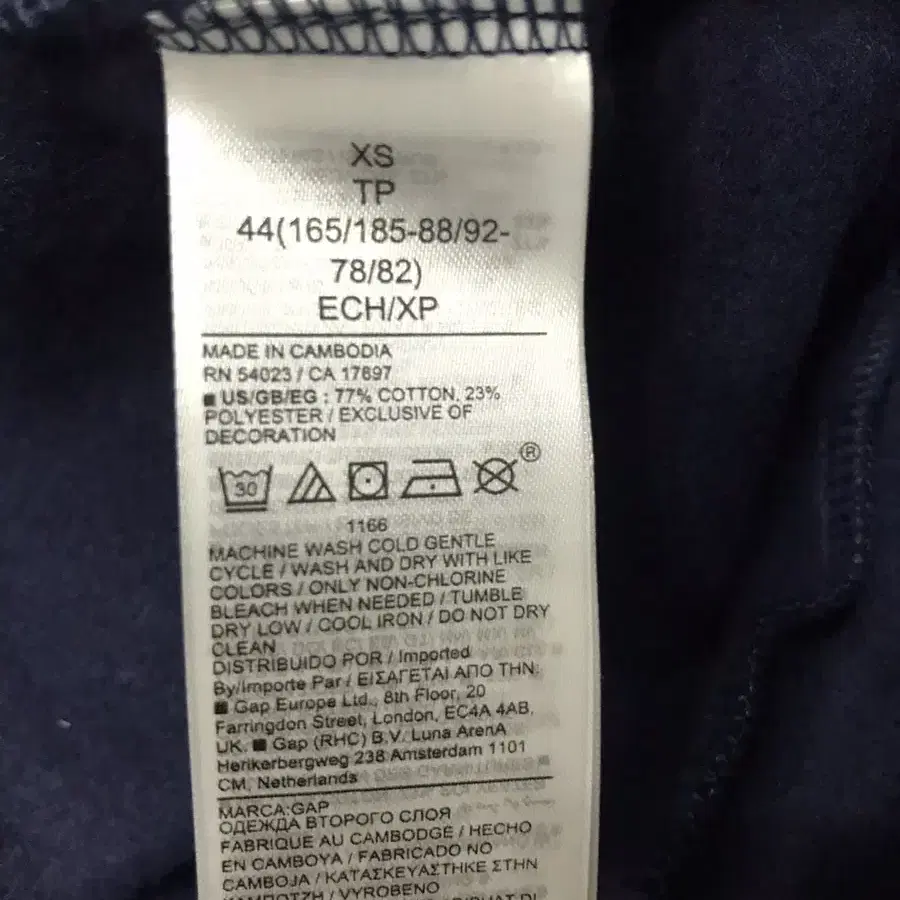 XS
TP
44(165/185-88/92-
78/82)
ECH/XP
MADE IN CAMBODIA
RN 54023 / CA 17897
■ US/GB/EG : 77% COTTON, 23%
POLYESTER / EXCLUSIVE OF
DECORATION
30
®
1166
MACHINE WASH COLD GENTLE
CYCLE / WASH AND DRY WITH LIKE
COLORS / ONLY NON-CHLORINE
BLEACH WHEN NEEDED / TUMBLE
DRY LOW / COOL IRON / DO NOT DRY
CLEAN
DISTRIBUIDO POR / Imported
By/Importe Par / ΕΙΣΑΓΕΤΑΙ ΑΠΟ ΤΗΝ:
■ Gap Europe Ltd., 8th Floor, 20
Farringdon Street, London, EC4A 4AB,
UK. ■ Gap (RHC) B.V. Luna ArenA
Herikerbergweg 238 Amsterdam 1101
CM, Netherlands
MARCA:GAP
ОДЕЖДА ВТОРОГО СЛОЯ
FABRIQUE AU CAMBODGE / HECHO
EN CAMBOYA / FABRICADO NO
CAMBOJA / ΚΑΤΑΣΚΕΥΑΣΤΗΚΕ ΣΤΗΝ
ΚΑΜΠΟΤΖΗ / VYROBENO